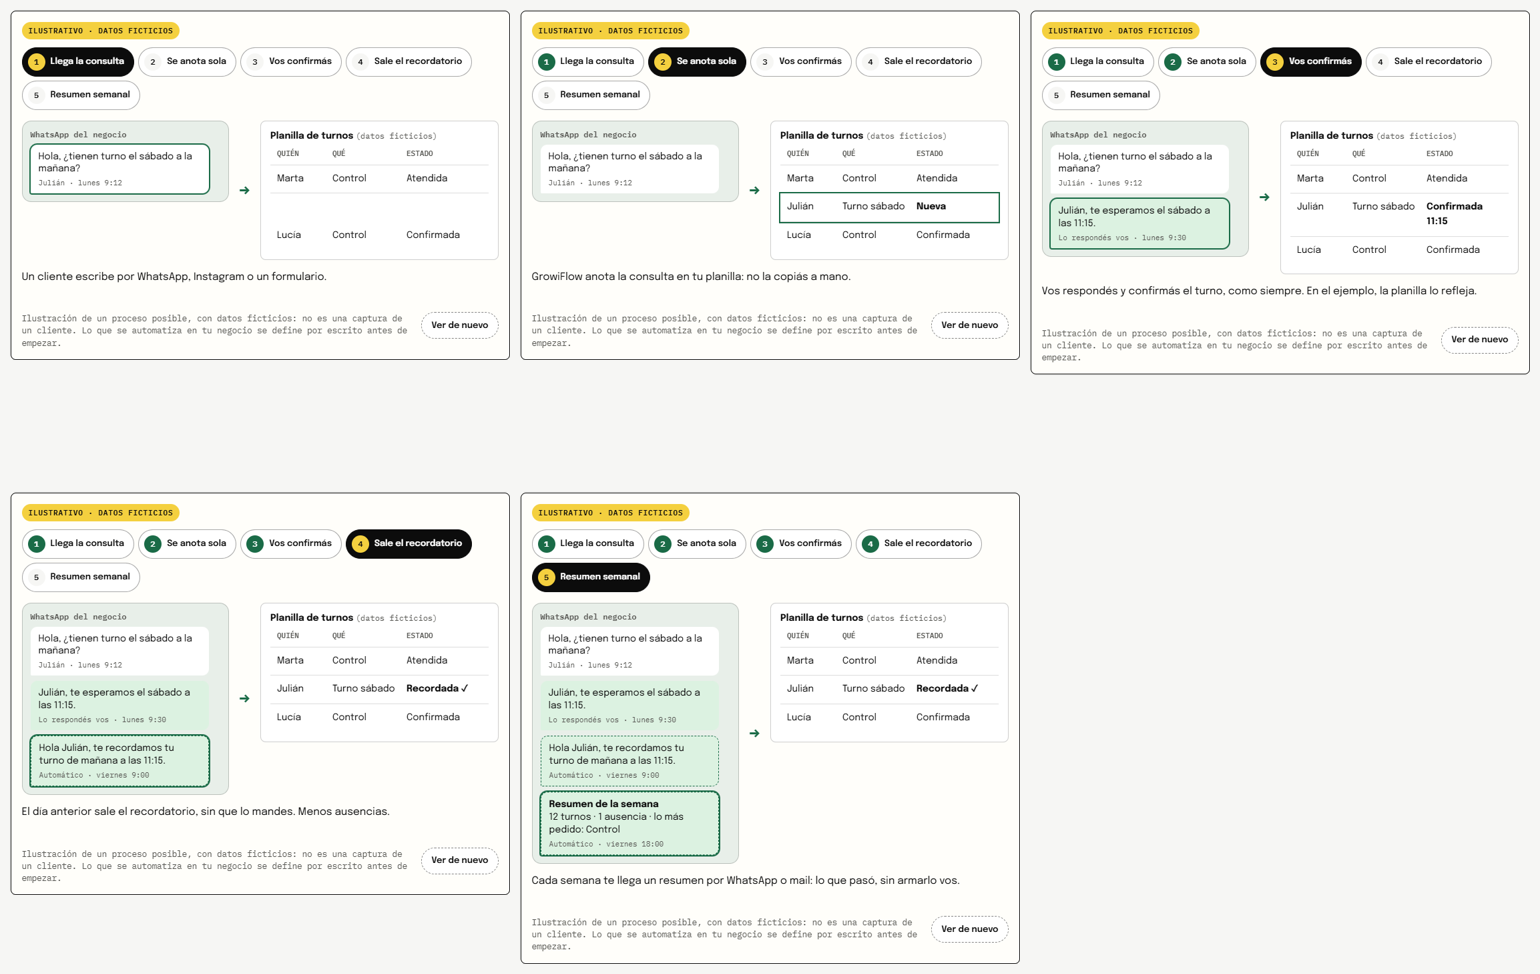 ILUSTRATIVO · DATOS FICTICIOS
1 Llega la consulta 2 Se anota sola 3 Vos confirmás 4 Sale el recordatorio
5 Resumen semanal
WhatsApp del negocio
Hola, ¿tienen turno el sábado a la
mañana?
Julián · lunes 9:12
→
Planilla de turnos (datos ficticios)
QUIÉN QUÉ ESTADO
Marta Control Atendida
Lucía Control Confirmada
Un cliente escribe por WhatsApp, Instagram o un formulario.
Ilustración de un proceso posible, con datos ficticios: no es una captura de
un cliente. Lo que se automatiza en tu negocio se define por escrito antes de
empezar.
Ver de nuevo
ILUSTRATIVO · DATOS FICTICIOS
1 Llega la consulta 2 Se anota sola 3 Vos confirmás 4 Sale el recordatorio
5 Resumen semanal
WhatsApp del negocio
Hola, ¿tienen turno el sábado a la
mañana?
Julián · lunes 9:12
→
Planilla de turnos (datos ficticios)
QUIÉN QUÉ ESTADO
Marta Control Atendida
Julián Turno sábado Nueva
Lucía Control Confirmada
GrowiFlow anota la consulta en tu planilla: no la copiás a mano.
Ilustración de un proceso posible, con datos ficticios: no es una captura de
un cliente. Lo que se automatiza en tu negocio se define por escrito antes de
empezar.
Ver de nuevo
ILUSTRATIVO · DATOS FICTICIOS
1 Llega la consulta 2 Se anota sola 3 Vos confirmás 4 Sale el recordatorio
5 Resumen semanal
WhatsApp del negocio
Hola, ¿tienen turno el sábado a la
mañana?
Julián · lunes 9:12
Julián, te esperamos el sábado a
las 11:15.
Lo respondés vos · lunes 9:30
→
Planilla de turnos (datos ficticios)
QUIÉN QUÉ ESTADO
Marta Control Atendida
Julián Turno sábado Confirmada
11:15
Lucía Control Confirmada
Vos respondés y confirmás el turno, como siempre. En el ejemplo, la planilla lo refleja.
Ilustración de un proceso posible, con datos ficticios: no es una captura de
un cliente. Lo que se automatiza en tu negocio se define por escrito antes de
empezar.
Ver de nuevo
ILUSTRATIVO · DATOS FICTICIOS
1 Llega la consulta 2 Se anota sola 3 Vos confirmás 4 Sale el recordatorio
5 Resumen semanal
WhatsApp del negocio
Hola, ¿tienen turno el sábado a la
mañana?
Julián · lunes 9:12
Julián, te esperamos el sábado a
las 11:15.
Lo respondés vos · lunes 9:30
Hola Julián, te recordamos tu
turno de mañana a las 11:15.
Automático · viernes 9:00
→
Planilla de turnos (datos ficticios)
QUIÉN QUÉ ESTADO
Marta Control Atendida
Julián Turno sábado Recordada ✓
Lucía Control Confirmada
El día anterior sale el recordatorio, sin que lo mandes. Menos ausencias.
Ilustración de un proceso posible, con datos ficticios: no es una captura de
un cliente. Lo que se automatiza en tu negocio se define por escrito antes de
empezar.
Ver de nuevo
ILUSTRATIVO · DATOS FICTICIOS
1 Llega la consulta 2 Se anota sola 3 Vos confirmás 4 Sale el recordatorio
5 Resumen semanal
WhatsApp del negocio
Hola, ¿tienen turno el sábado a la
mañana?
Julián · lunes 9:12
Julián, te esperamos el sábado a
las 11:15.
Lo respondés vos · lunes 9:30
Hola Julián, te recordamos tu
turno de mañana a las 11:15.
Automático · viernes 9:00
Resumen de la semana
12 turnos · 1 ausencia · lo más
pedido: Control
Automático · viernes 18:00
→
Planilla de turnos (datos ficticios)
QUIÉN QUÉ ESTADO
Marta Control Atendida
Julián Turno sábado Recordada ✓
Lucía Control Confirmada
Cada semana te llega un resumen por WhatsApp o mail: lo que pasó, sin armarlo vos.
Ilustración de un proceso posible, con datos ficticios: no es una captura de
un cliente. Lo que se automatiza en tu negocio se define por escrito antes de
empezar.
Ver de nuevo